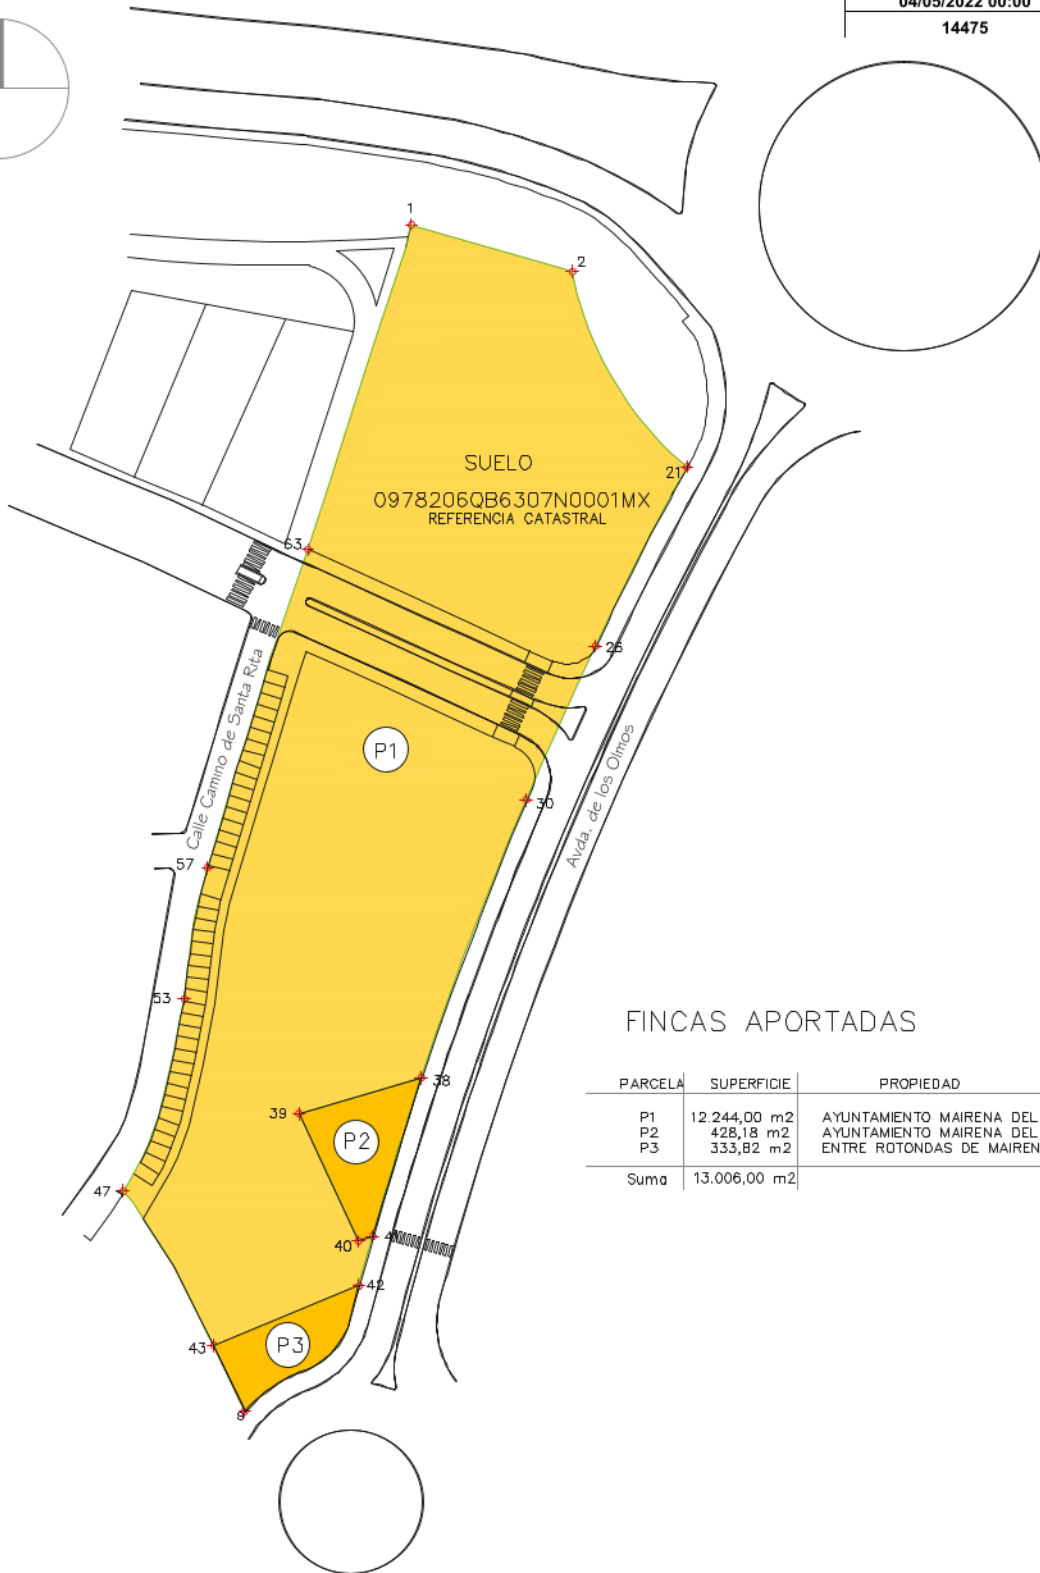 04/05/2022 00:00
14475
1
2
SUELO
21
0978206QB6307N0001MX
REFERENCIA CATASTRAL
63
26
Calle Camino de Santa Rita
P1
Avda. de los Olmos
30
57
53
FINCAS APORTADAS
38
PARCELA SUPERFICIE PROPIEDAD
39
P1 12.244,00 m2 AYUNTAMIENTO MAIRENA DEL
P2
P2 428,18 m2 AYUNTAMIENTO MAIRENA DEL
P3 333,82 m2 ENTRE ROTONDAS DE MAIREN
Suma 13.006,00 m2
47
40
42
P3
43